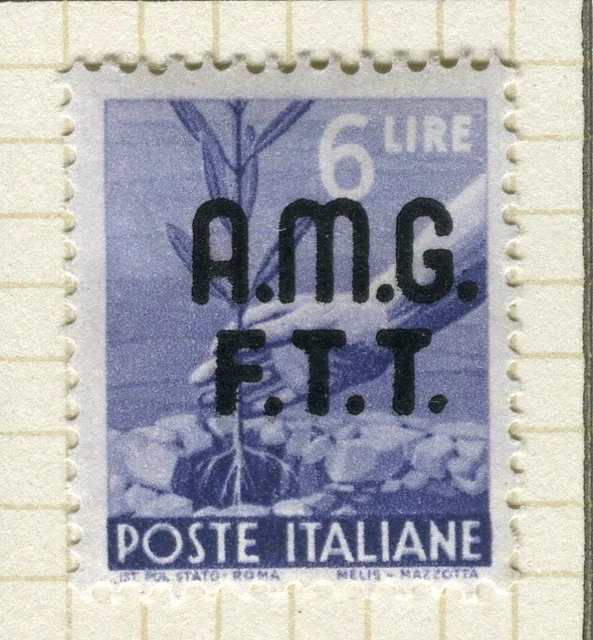 6 LIRE
A.M.G.
F.T.T.
POSTE ITALIANE
IST. POL. STATO - ROMA MELIS - MAZZOTTA